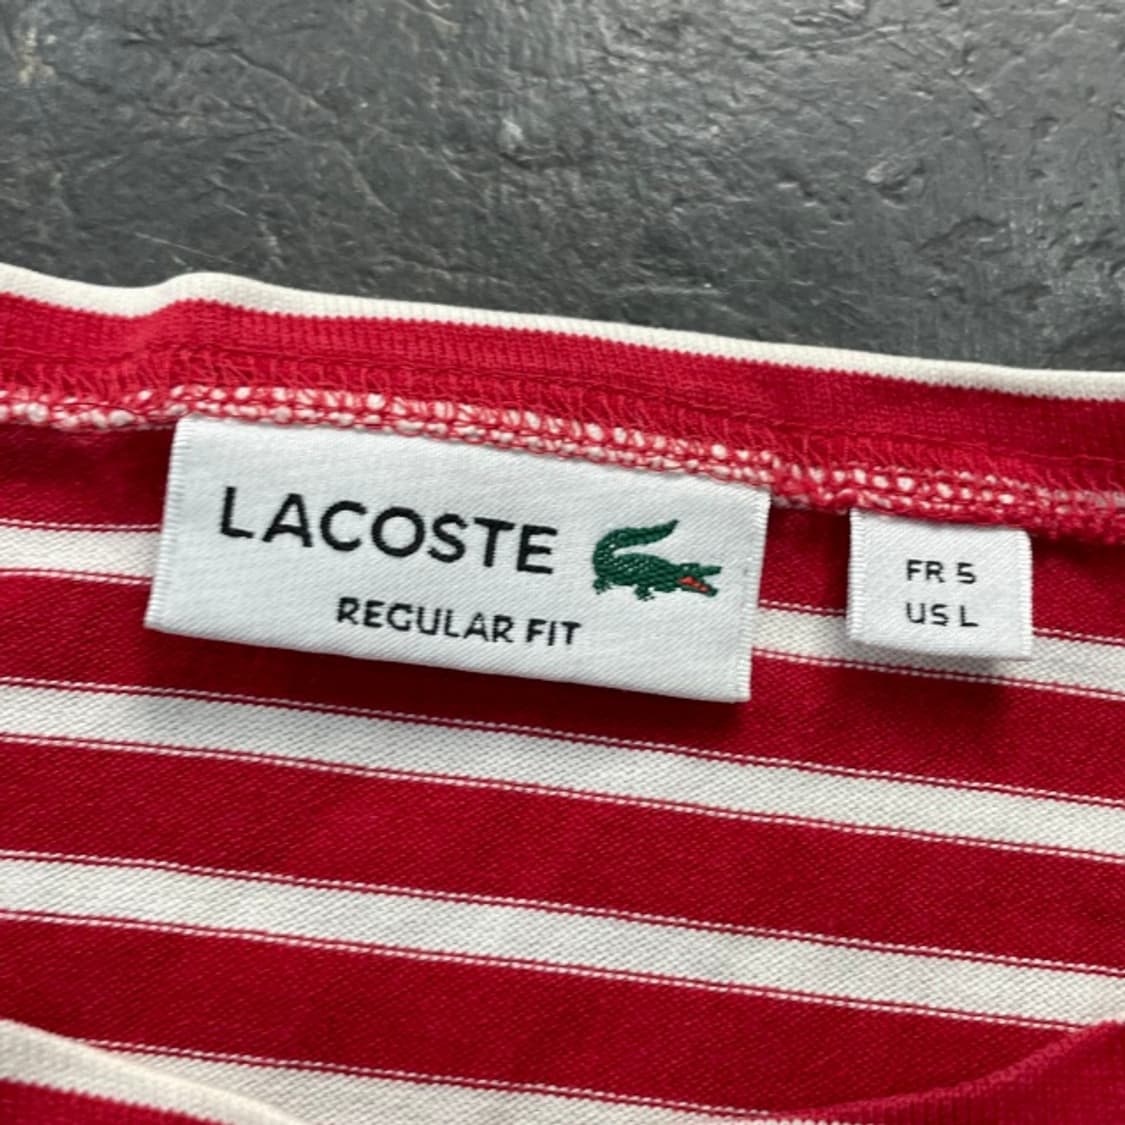 LACOSTE
REGULAR FIT
FR 5
US L